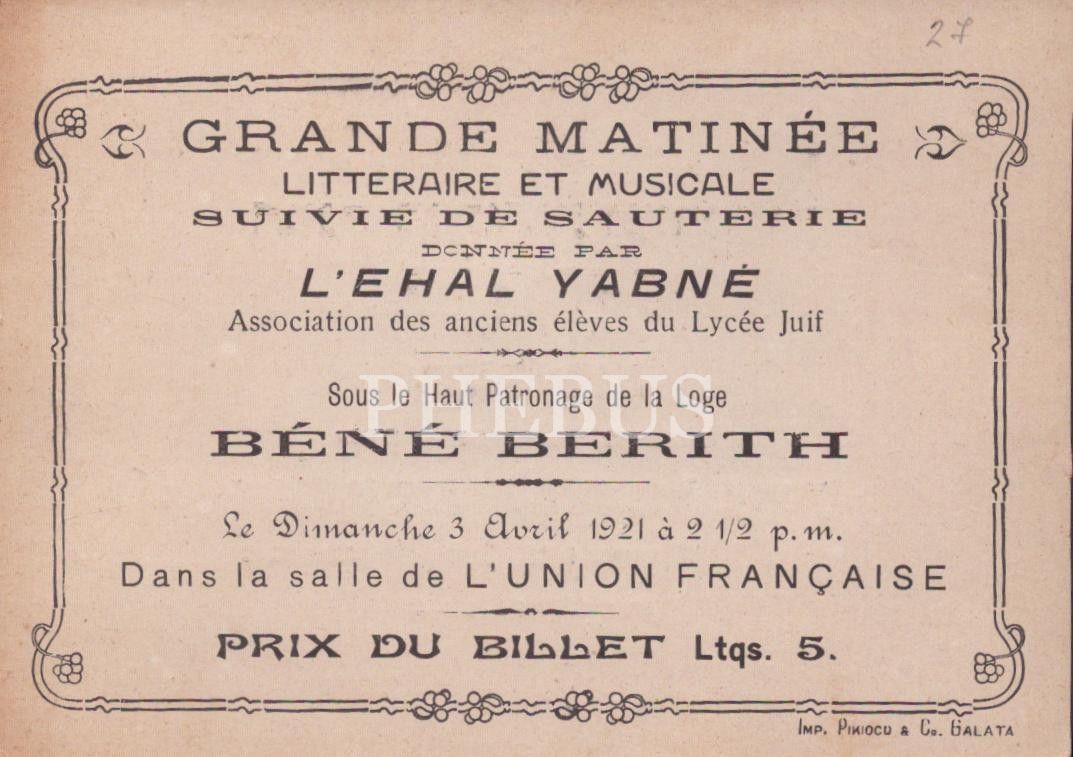 27
GRANDE MATINÉE
LITTERAIRE ET MUSICALE
SUIVIE DE SAUTERIE
DONNÉE PAR
L'EHAL YABNÉ
Association des anciens élèves du Lycée Juif
Sous le Haut Patronage de la Loge
PHEBUS
BÉNÉ BERITH
Le Dimanche 3 Avril 1921 à 2 1/2 p.m.
Dans la salle de L'UNION FRANÇAISE
PRIX DU BILLET Ltqs. 5.
IMP. PIKIOCU & Co. GALATA